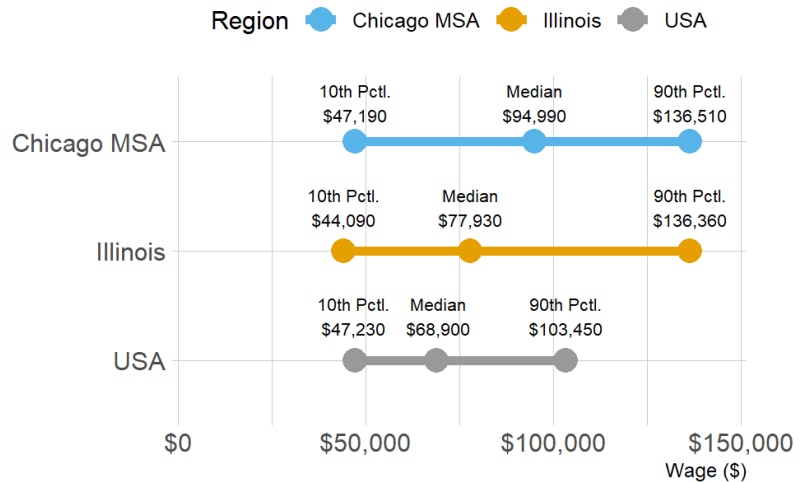 Region Chicago MSA Illinois USA
10th Pctl. Median 90th Pctl.
$47,190 $94,990 $136,510
Chicago MSA
10th Pctl. Median 90th Pctl.
$44,090 $77,930 $136,360
Illinois
10th Pctl. Median 90th Pctl.
$47,230 $68,900 $103,450
USA
$0 $50,000 $100,000 $150,000
Wage ($)